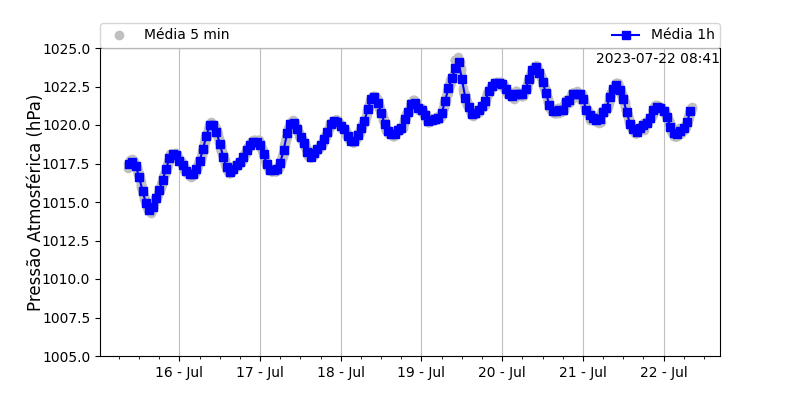 Média 5 min
Média 1h
2023-07-22 08:41
Pressão Atmosférica (hPa)
1025.0
1022.5
1020.0
1017.5
1015.0
1012.5
1010.0
1007.5
1005.0
16 - Jul
17 - Jul
18 - Jul
19 - Jul
20 - Jul
21 - Jul
22 - Jul